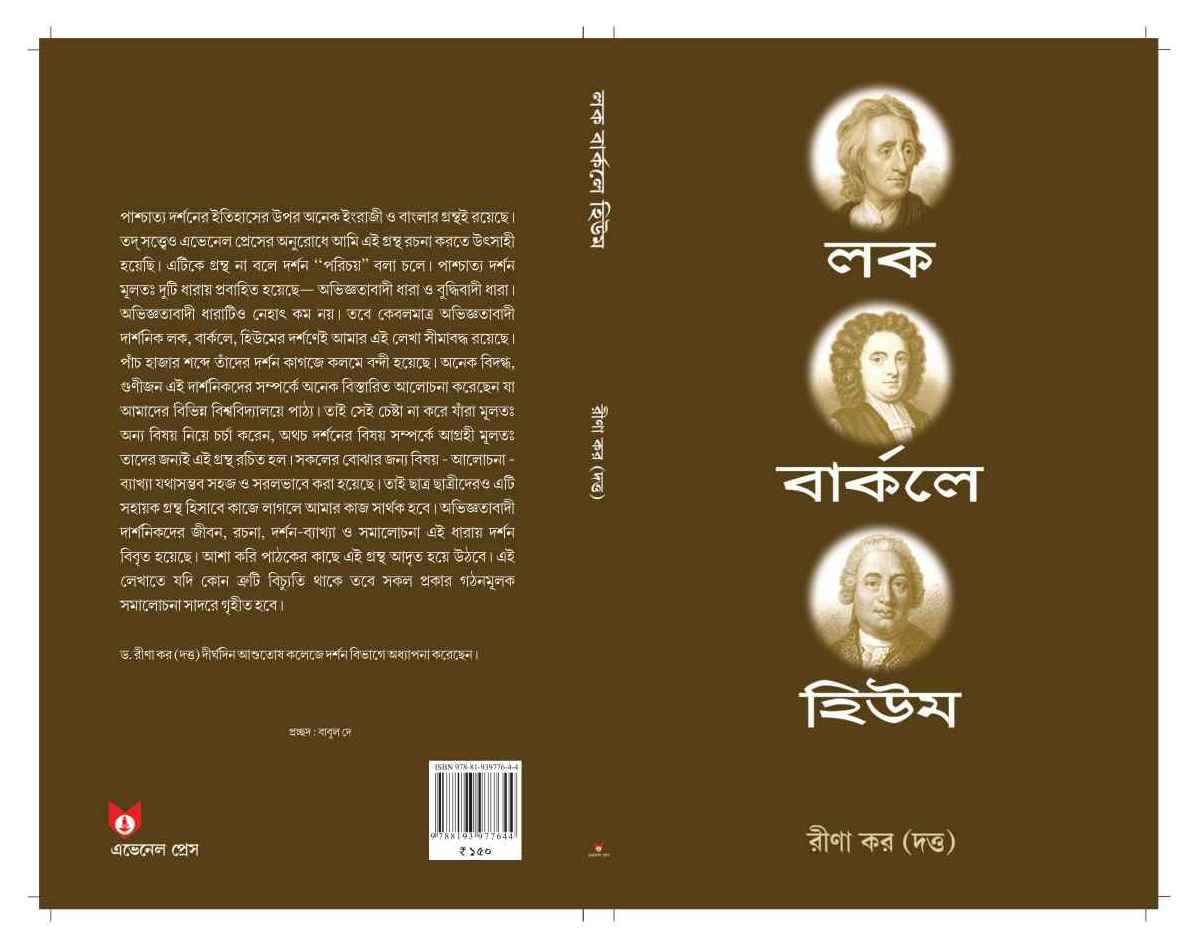 পাশ্চাত্য দর্শনের ইতিহাসের উপর অনেক ইংরাজী ও বাংলার গ্রন্থই রয়েছে।
তদ্‌সত্ত্বেও এভেনেল প্রেসের অনুরোধে আমি এই গ্রন্থ রচনা করতে উৎসাহী
হয়েছি। এটিকে গ্রন্থ না বলে দর্শন ‘‘পরিচয়” বলা চলে। পাশ্চাত্য দর্শন
মূলতঃ দুটি ধারায় প্রবাহিত হয়েছে— অভিজ্ঞতাবাদী ধারা ও বুদ্ধিবাদী ধারা।
অভিজ্ঞতাবাদী ধারাটিও নেহাৎ কম নয়। তবে কেবলমাত্র অভিজ্ঞতাবাদী
দার্শনিক লক, বার্কলে, হিউমের দর্শণেই আমার এই লেখা সীমাবদ্ধ রয়েছে।
পাঁচ হাজার শব্দে তাঁদের দর্শন কাগজে কলমে বন্দী হয়েছে। অনেক বিদগ্ধ,
গুণীজন এই দার্শনিকদের সম্পর্কে অনেক বিস্তারিত আলোচনা করেছেন যা
আমাদের বিভিন্ন বিশ্ববিদ্যালয়ে পাঠ্য। তাই সেই চেষ্টা না করে যাঁরা মূলতঃ
অন্য বিষয় নিয়ে চর্চা করেন, অথচ দর্শনের বিষয় সম্পর্কে আগ্রহী মূলতঃ
তাদের জন্যই এই গ্রন্থ রচিত হল। সকলের বোঝার জন্য বিষয় - আলোচনা -
ব্যাখ্যা যথাসম্ভব সহজ ও সরলভাবে করা হয়েছে। তাই ছাত্র ছাত্রীদেরও এটি
সহায়ক গ্রন্থ হিসাবে কাজে লাগলে আমার কাজ সার্থক হবে। অভিজ্ঞতাবাদী
দার্শনিকদের জীবন, রচনা, দর্শন-ব্যাখ্যা ও সমালোচনা এই ধারায় দর্শন
বিবৃত হয়েছে। আশা করি পাঠকের কাছে এই গ্রন্থ আদৃত হয়ে উঠবে। এই
লেখাতে যদি কোন ত্রুটি বিচ্যুতি থাকে তবে সকল প্রকার গঠনমূলক
সমালোচনা সাদরে গৃহীত হবে।
ড. রীণা কর (দত্ত) দীর্ঘদিন আশুতোষ কলেজে দর্শন বিভাগে অধ্যাপনা করেছেন।
প্রচ্ছদ : বাবুল দে
ISBN 978-81-939776-4-4
9 788193 977644
₹ ১৫০
এভেনেল প্রেস
লক বার্কলে হিউম
রীণা কর (দত্ত)
এভেনেল প্রেস
লক
বার্কলে
হিউম
রীণা কর (দত্ত)